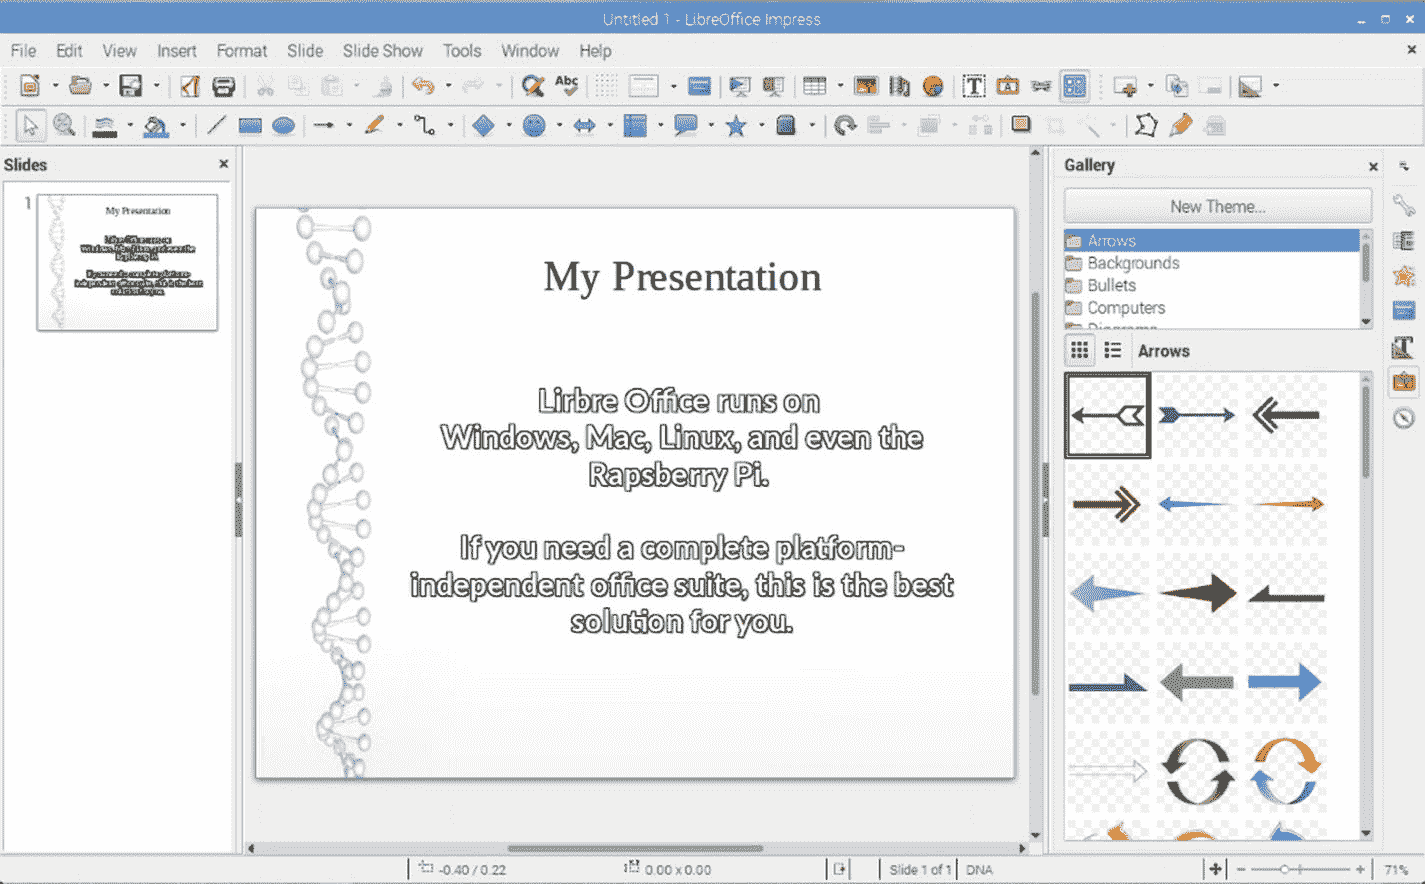 Untitled 1 - LibreOffice Impress
File Edit View Insert Format Slide Slide Show Tools Window Help
Abc
T
A
Slides
1
My Presentation
My Presentation
Lirbre Office runs on
Windows, Mac, Linux, and even the
Rapsberry Pi.
If you need a complete platform-
independent office suite, this is the best
solution for you.
Gallery
New Theme...
Arrows
Backgrounds
Bullets
Computers
Diagrams
Arrows
-0.40 / 0.22
0.00 x 0.00
Slide 1 of 1
DNA
71%